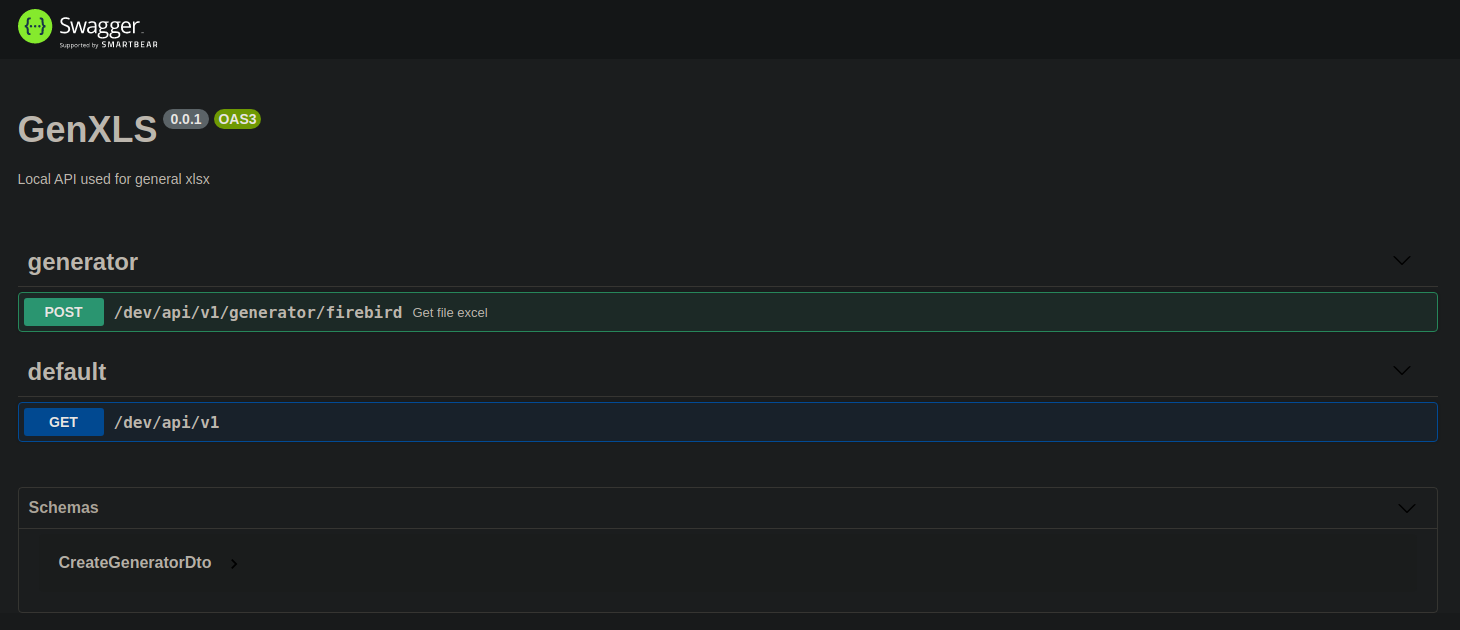 {···} Swagger
Supported by SMARTBEAR
GenXLS 0.0.1 OAS3
Local API used for general xlsx
generator
POST /dev/api/v1/generator/firebird Get file excel
default
GET /dev/api/v1
Schemas
CreateGeneratorDto